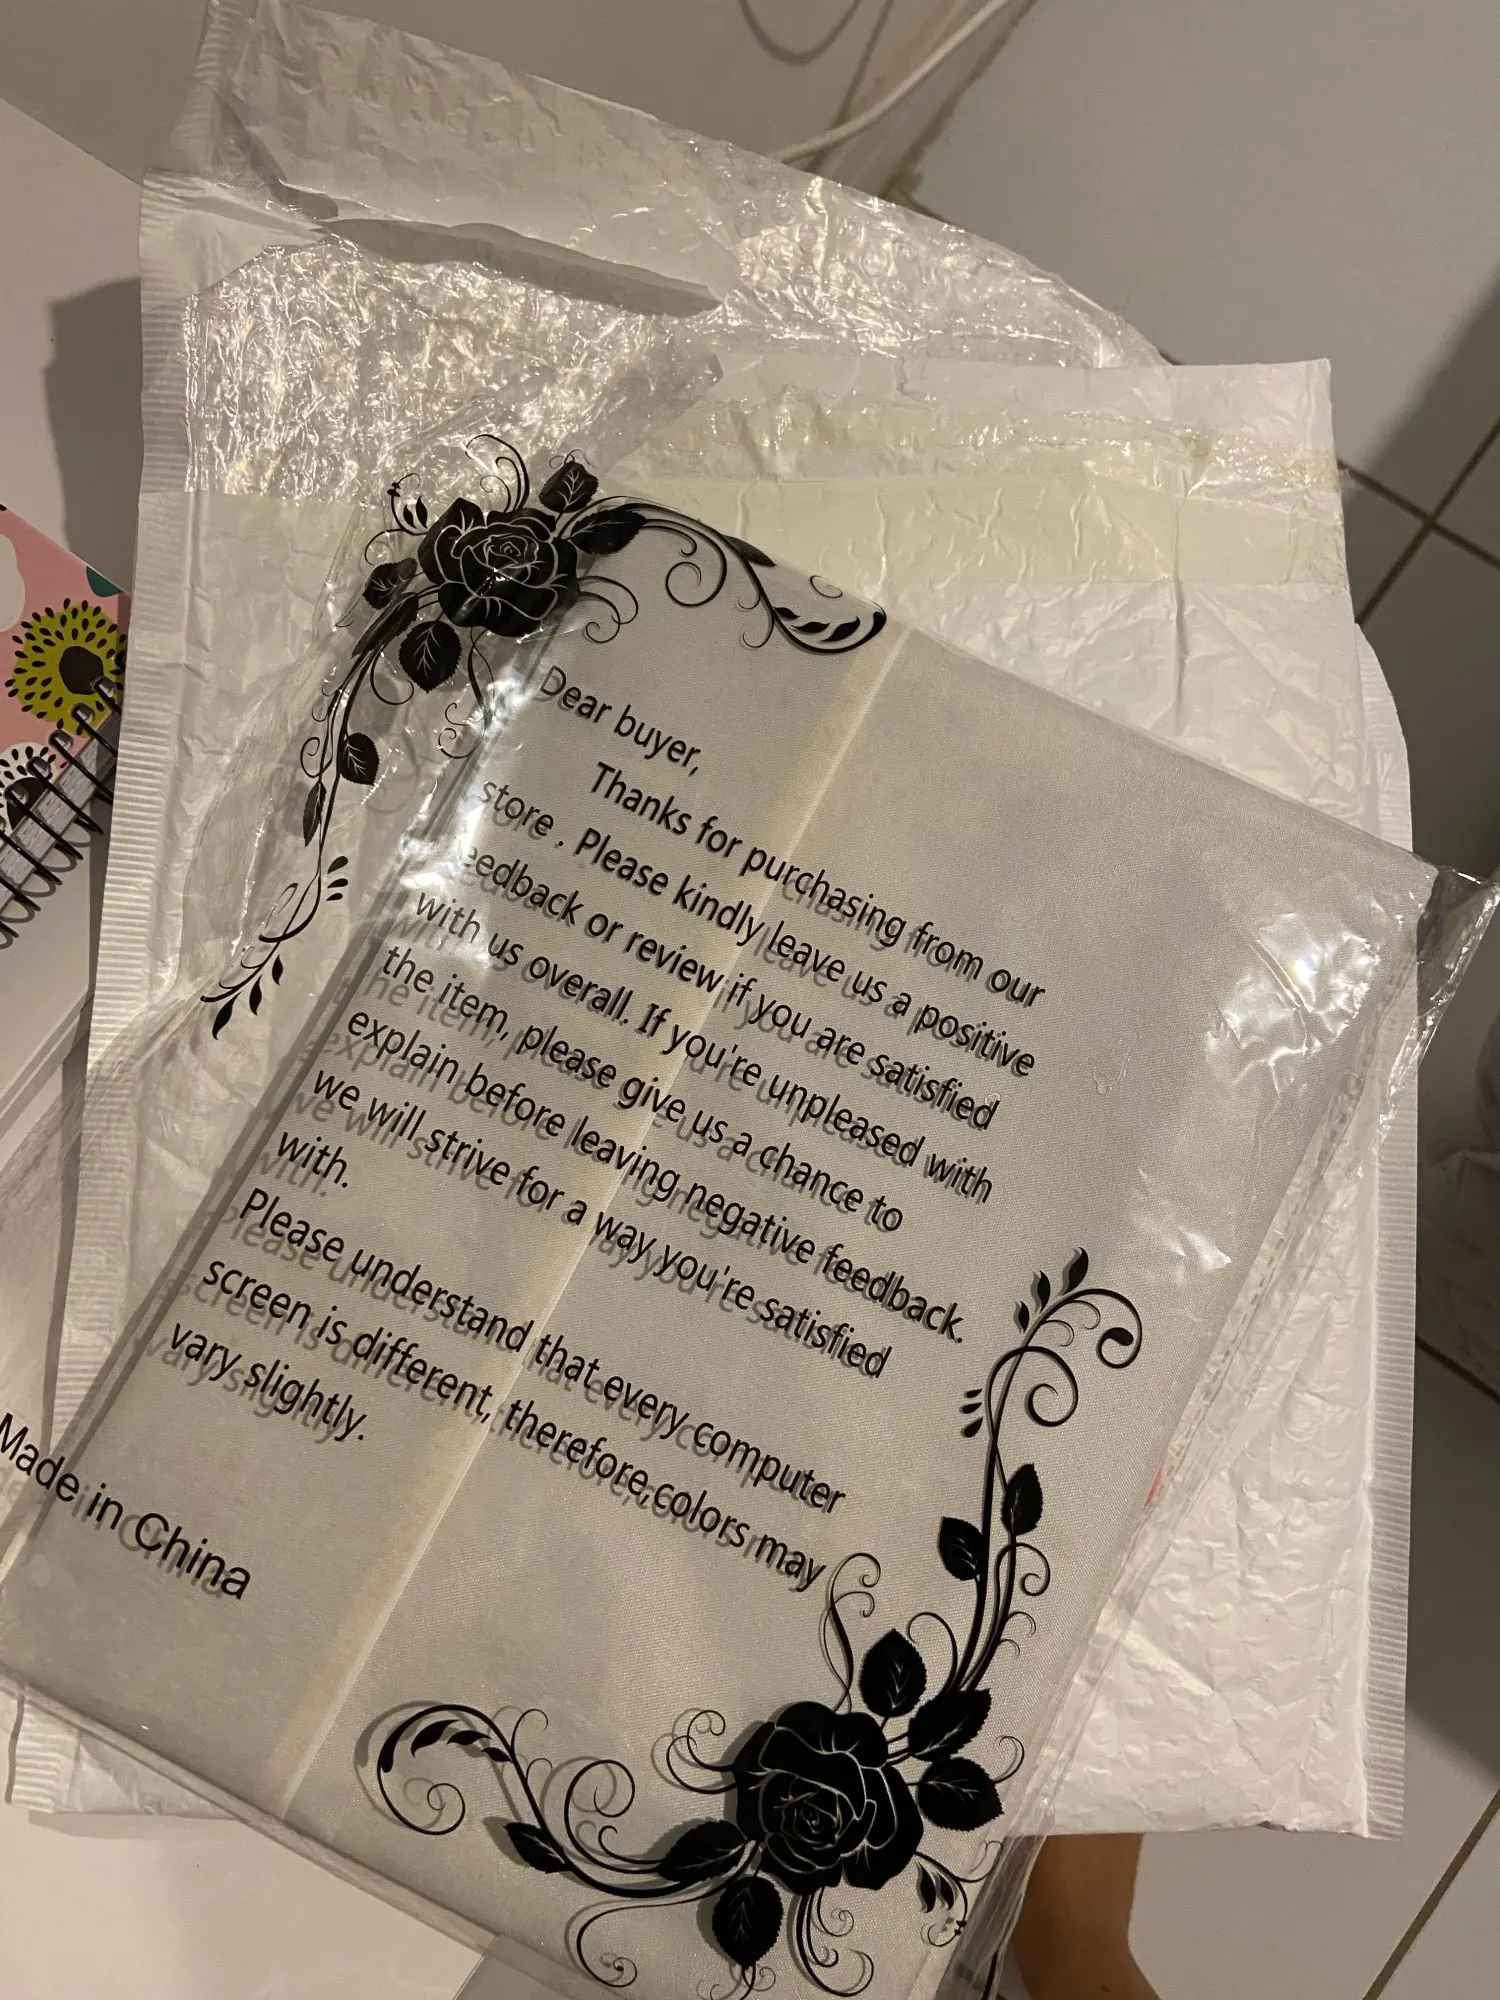 Dear buyer,
Thanks for purchasing from our
store . Please kindly leave us a positive
feedback or review if you are satisfied
with us overall. If you're unpleased with
the item, please give us a chance to
explain before leaving negative feedback.
we will strive for a way you're satisfied
with.
Please understand that every computer
screen is different, therefore,colors may
vary slightly.
Made in China